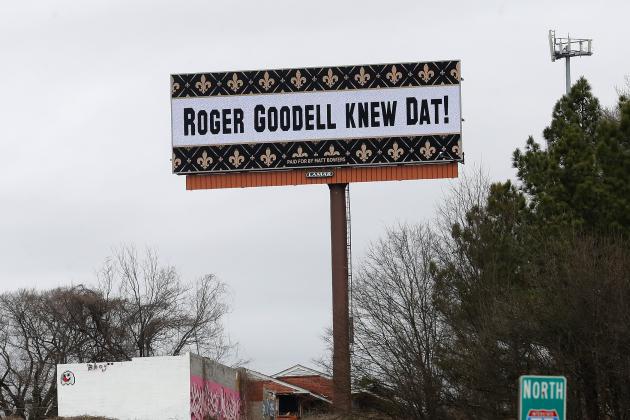 ROGER GOODELL KNEW DAT!
PAID FOR BY MATT BOWERS
LAMAR
NORTH